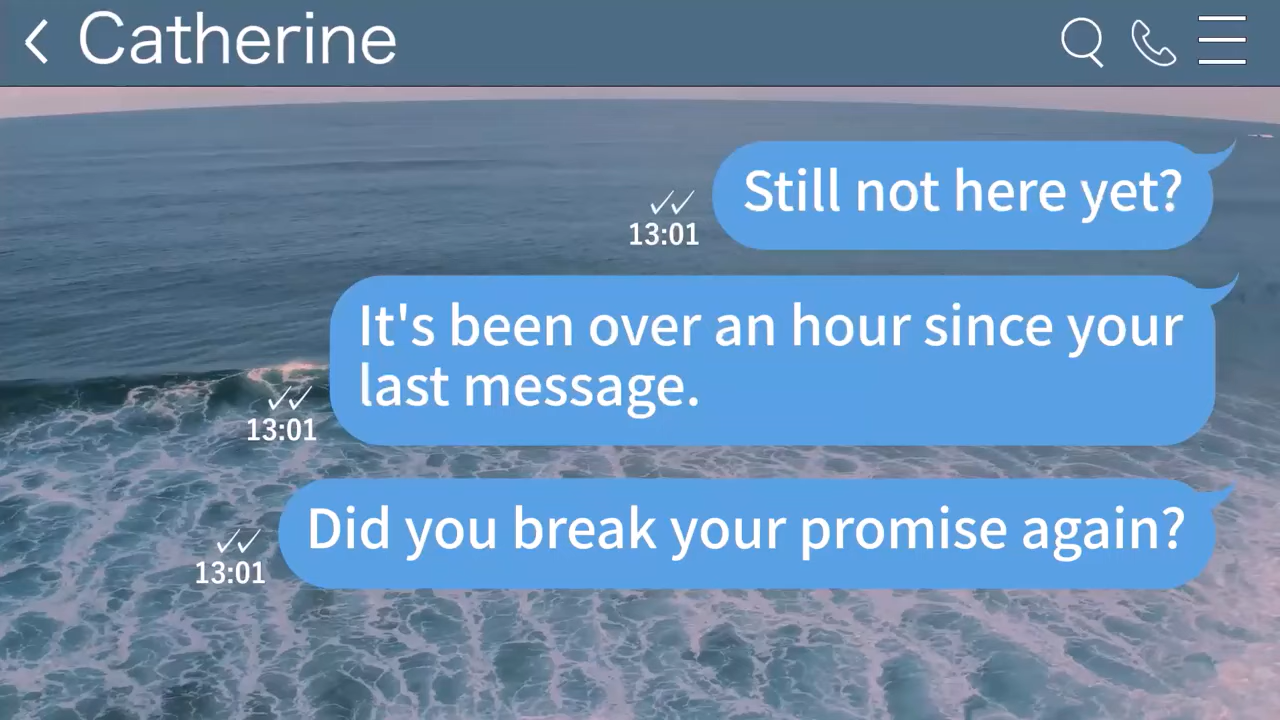 Catherine
Still not here yet?
13:01
It's been over an hour since your
last message.
13:01
Did you break your promise again?
13:01